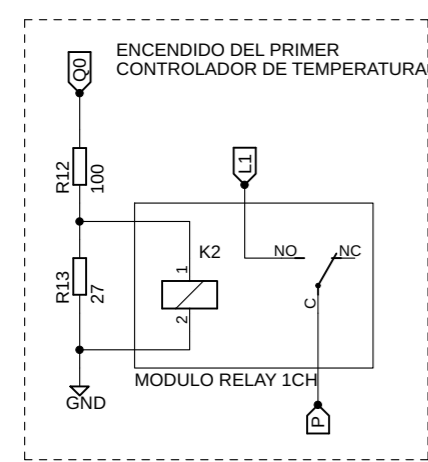 ENCENDIDO DEL PRIMER
CONTROLADOR DE TEMPERATURA
Q0
R12
100
L1
R13
27
K2
1
2
NO
NC
C
MODULO RELAY 1CH
GND
P